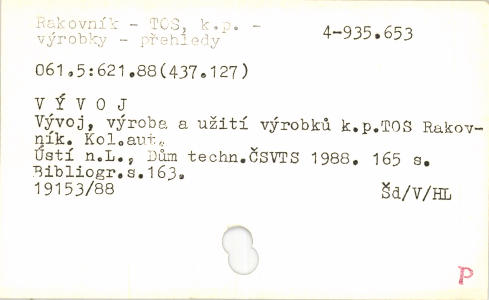 Rakovník - TOS, k.p. -
výrobky - přehledy
4-935.653
061.5:621.88(437.127)
V Ý V O J
Vývoj, výroba a užití výrobků k.p.TOS Rakov-
ník. Kol.aut.
Ústí n.L., Dům techn.ČSVTS 1988. 165 s.
Bibliogr.s.163.
19153/88 Šd/V/HL
P